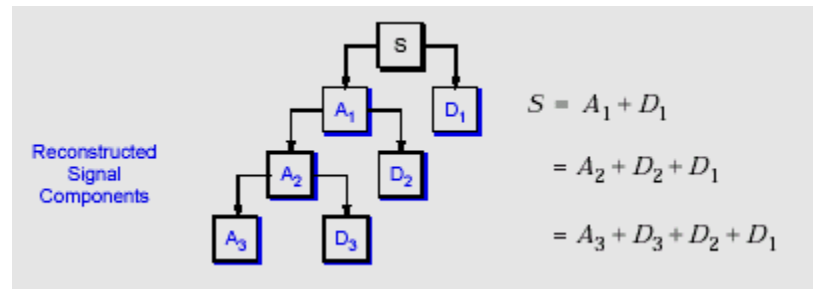 S
A₁ D₁ S = A₁ + D₁
Reconstructed
Signal
Components
A₂ D₂ = A₂ + D₂ + D₁
A₃ D₃ = A₃ + D₃ + D₂ + D₁